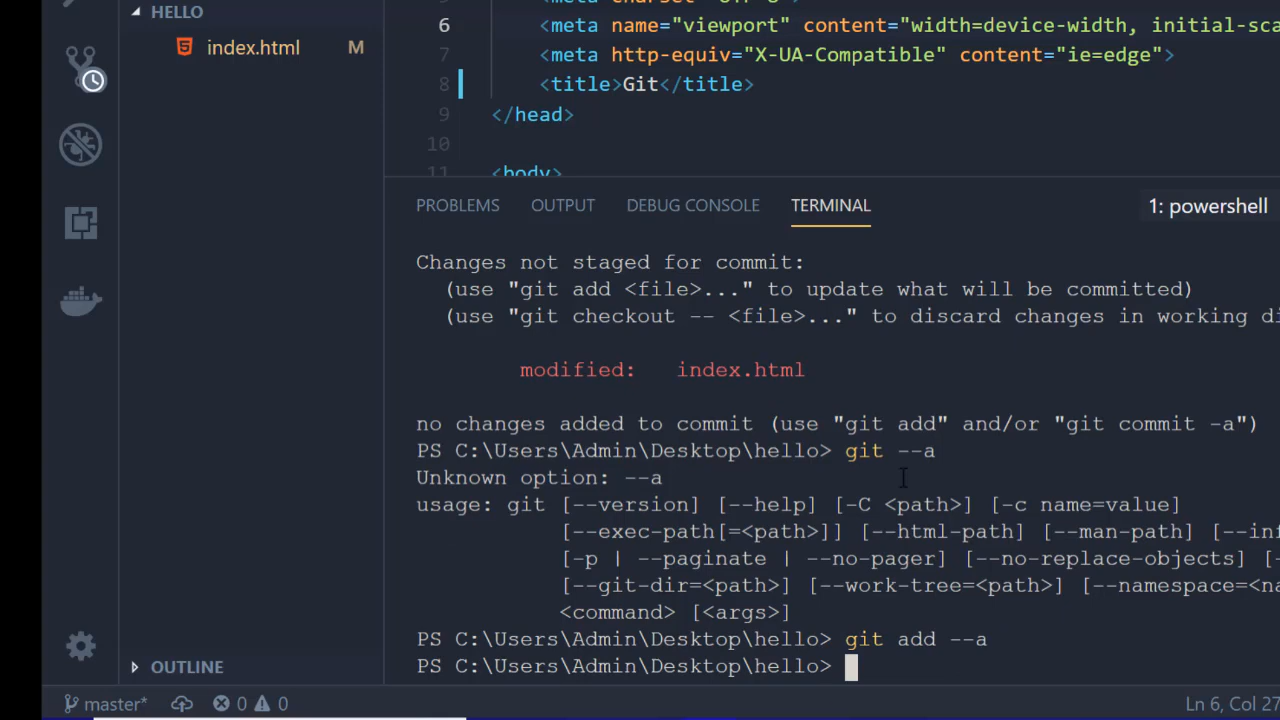 HELLO
index.html M
6 <meta name="viewport" content="width=device-width, initial-sca
7 <meta http-equiv="X-UA-Compatible" content="ie=edge">
8 <title>Git</title>
9 </head>
10
11 <body>
PROBLEMS OUTPUT DEBUG CONSOLE TERMINAL 1: powershell
Changes not staged for commit:
(use "git add <file>..." to update what will be committed)
(use "git checkout -- <file>..." to discard changes in working di
modified: index.html
no changes added to commit (use "git add" and/or "git commit -a")
PS C:\Users\Admin\Desktop\hello> git --a
Unknown option: --a
usage: git [--version] [--help] [-C <path>] [-c name=value]
[--exec-path[=<path>]] [--html-path] [--man-path] [--inf
[-p | --paginate | --no-pager] [--no-replace-objects] [-
[--git-dir=<path>] [--work-tree=<path>] [--namespace=<na
<command> [<args>]
PS C:\Users\Admin\Desktop\hello> git add --a
PS C:\Users\Admin\Desktop\hello>
OUTLINE
master* 0 0 Ln 6, Col 27